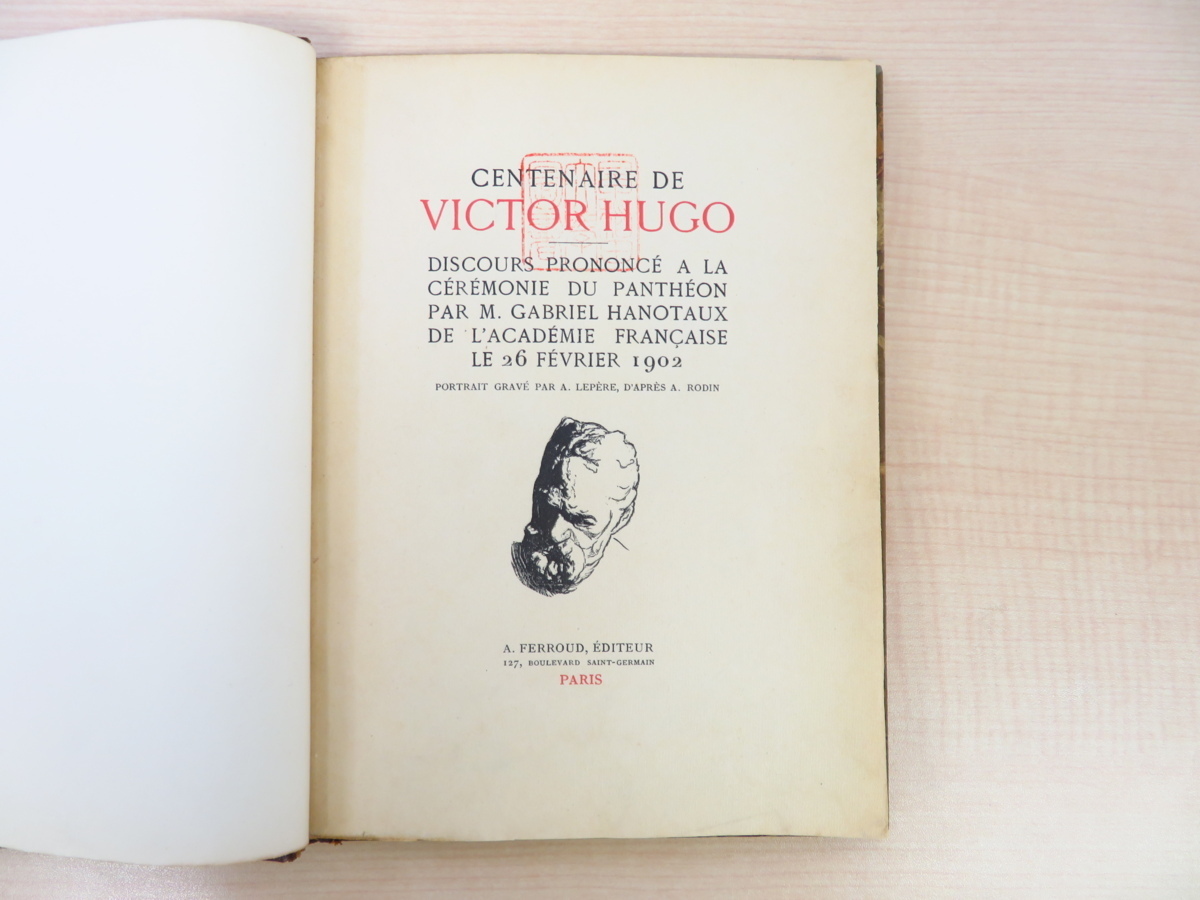 CENTENAIRE DE
VICTOR HUGO
DISCOURS PRONONCÉ A LA
CÉRÉMONIE DU PANTHÉON
PAR M. GABRIEL HANOTAUX
DE L'ACADÉMIE FRANÇAISE
LE 26 FÉVRIER 1902
PORTRAIT GRAVÉ PAR A. LEPÈRE, D'APRÈS A. RODIN
A. FERROUD, ÉDITEUR
127, BOULEVARD SAINT-GERMAIN
PARIS